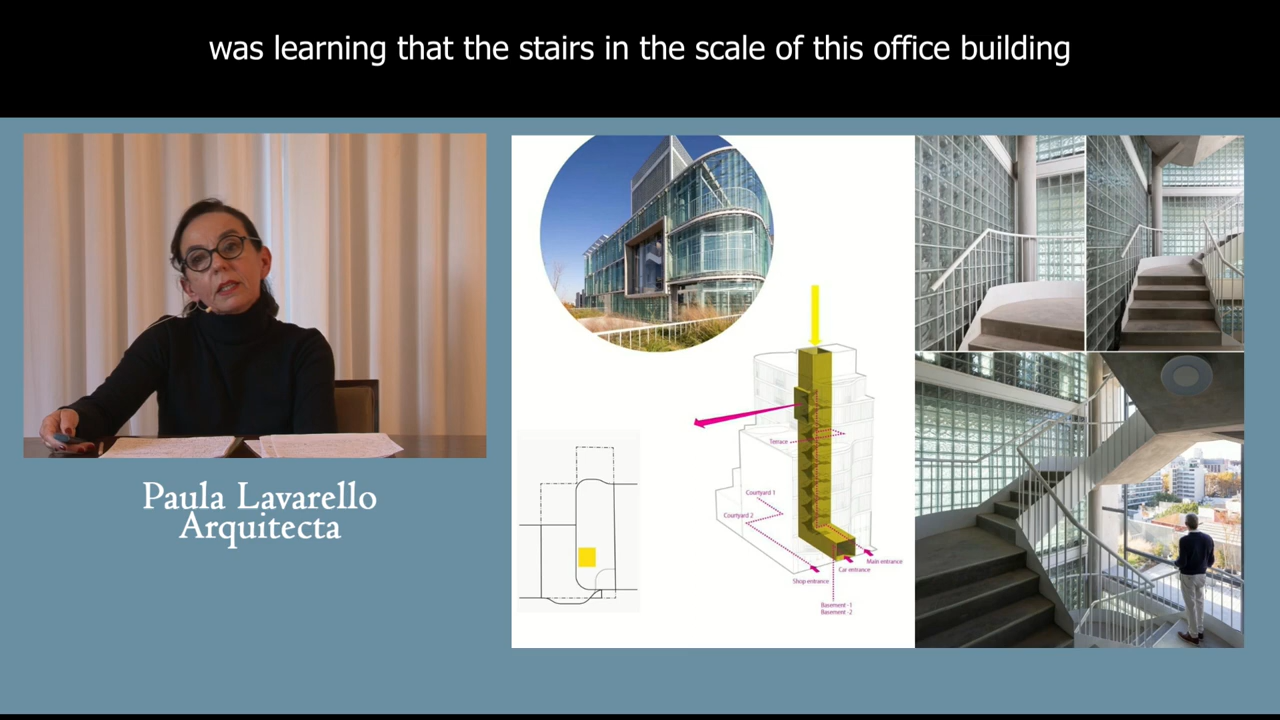 was learning that the stairs in the scale of this office building
Paula Lavarello
Arquitecta
Terrace
Courtyard 1
Courtyard 2
Main entrance
Car entrance
Shop entrance
Basement -1
Basement -2